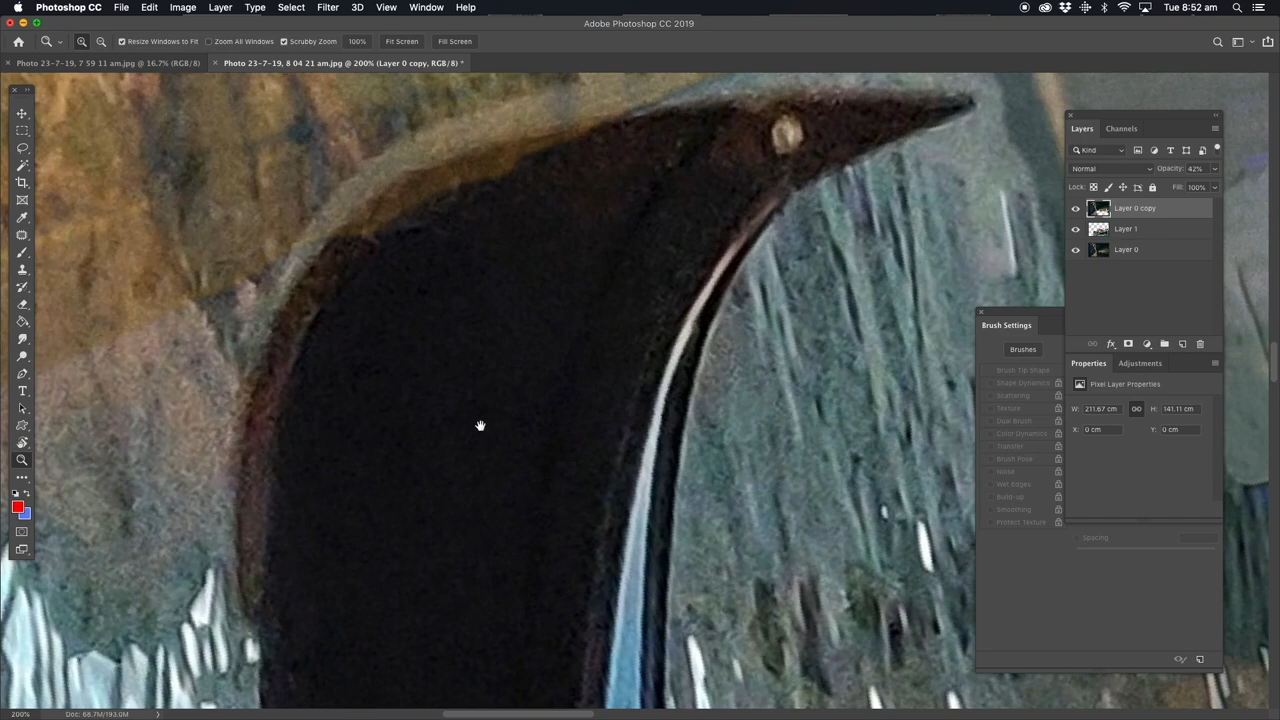 Photoshop CC File Edit Image Layer Type Select Filter 3D View Window Help Tue 8:52 am
Adobe Photoshop CC 2019
Resize Windows to Fit Zoom All Windows Scrubby Zoom 100% Fit Screen Fill Screen
Photo 23-7-19, 7 59 11 am.jpg @ 16.7% (RGB/8) Photo 23-7-19, 8 04 21 am.jpg @ 200% (Layer 0 copy, RGB/8) *
Layers Channels
Kind
Normal Opacity: 42%
Lock: Fill: 100%
Layer 0 copy
Layer 1
Layer 0
Properties Adjustments
Pixel Layer Properties
W: 211.67 cm H: 141.11 cm
X: 0 cm Y: 0 cm
Brush Settings
Brushes
Brush Tip Shape
Shape Dynamics
Scattering
Texture
Dual Brush
Color Dynamics
Transfer
Brush Pose
Noise
Wet Edges
Build-up
Smoothing
Protect Texture
Spacing
200% Doc: 68.7M/193.0M